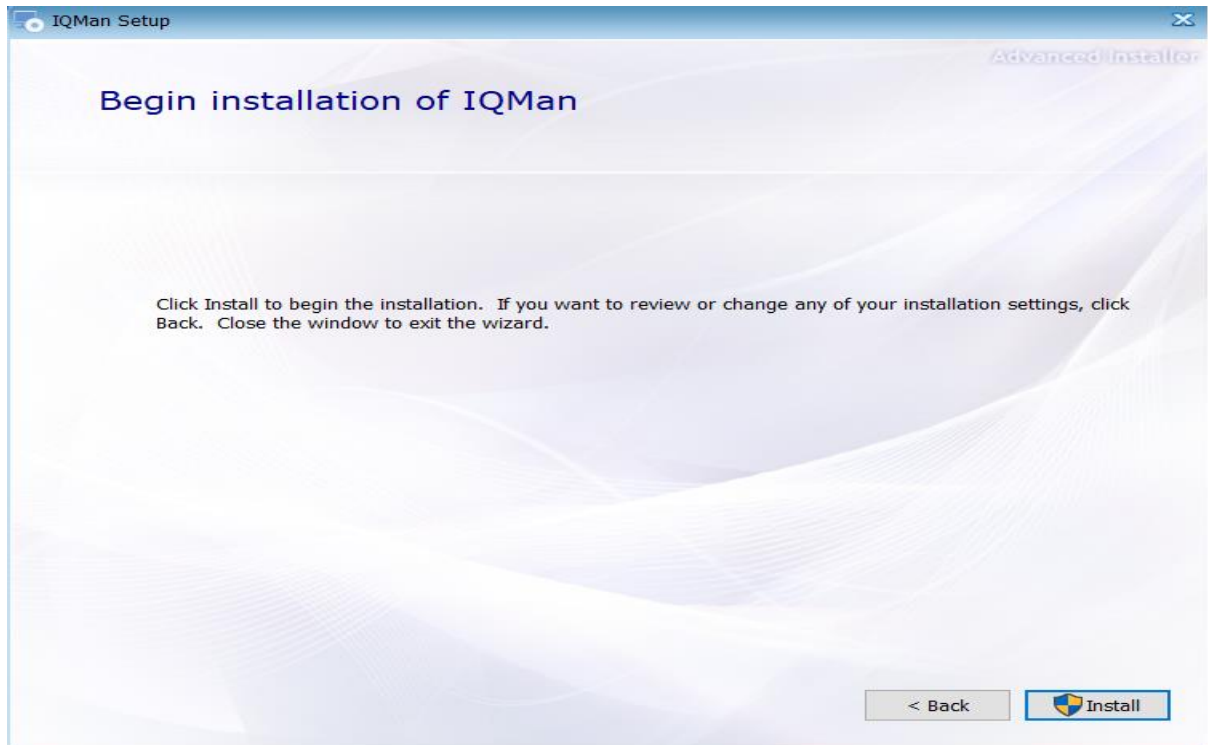 IQMan Setup
Advanced Installer
Begin installation of IQMan
Click Install to begin the installation.  If you want to review or change any of your installation settings, click
Back.  Close the window to exit the wizard.
< Back
Install